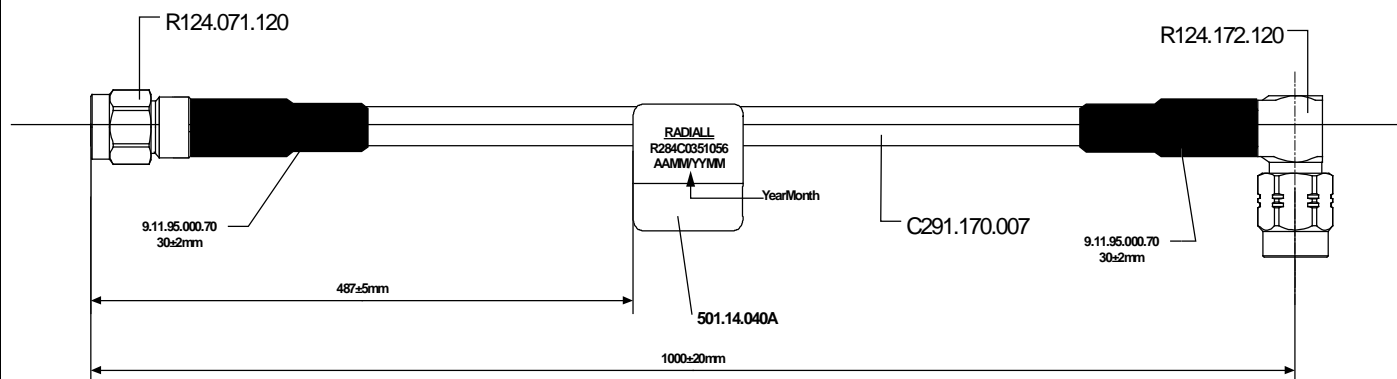 R124.071.120
R124.172.120
RADIALL
R284C0351056
AAMM/YYMM
YearMonth
9.11.95.000.70
30±2mm
C291.170.007
9.11.95.000.70
30±2mm
487±5mm
501.14.040A
1000±20mm